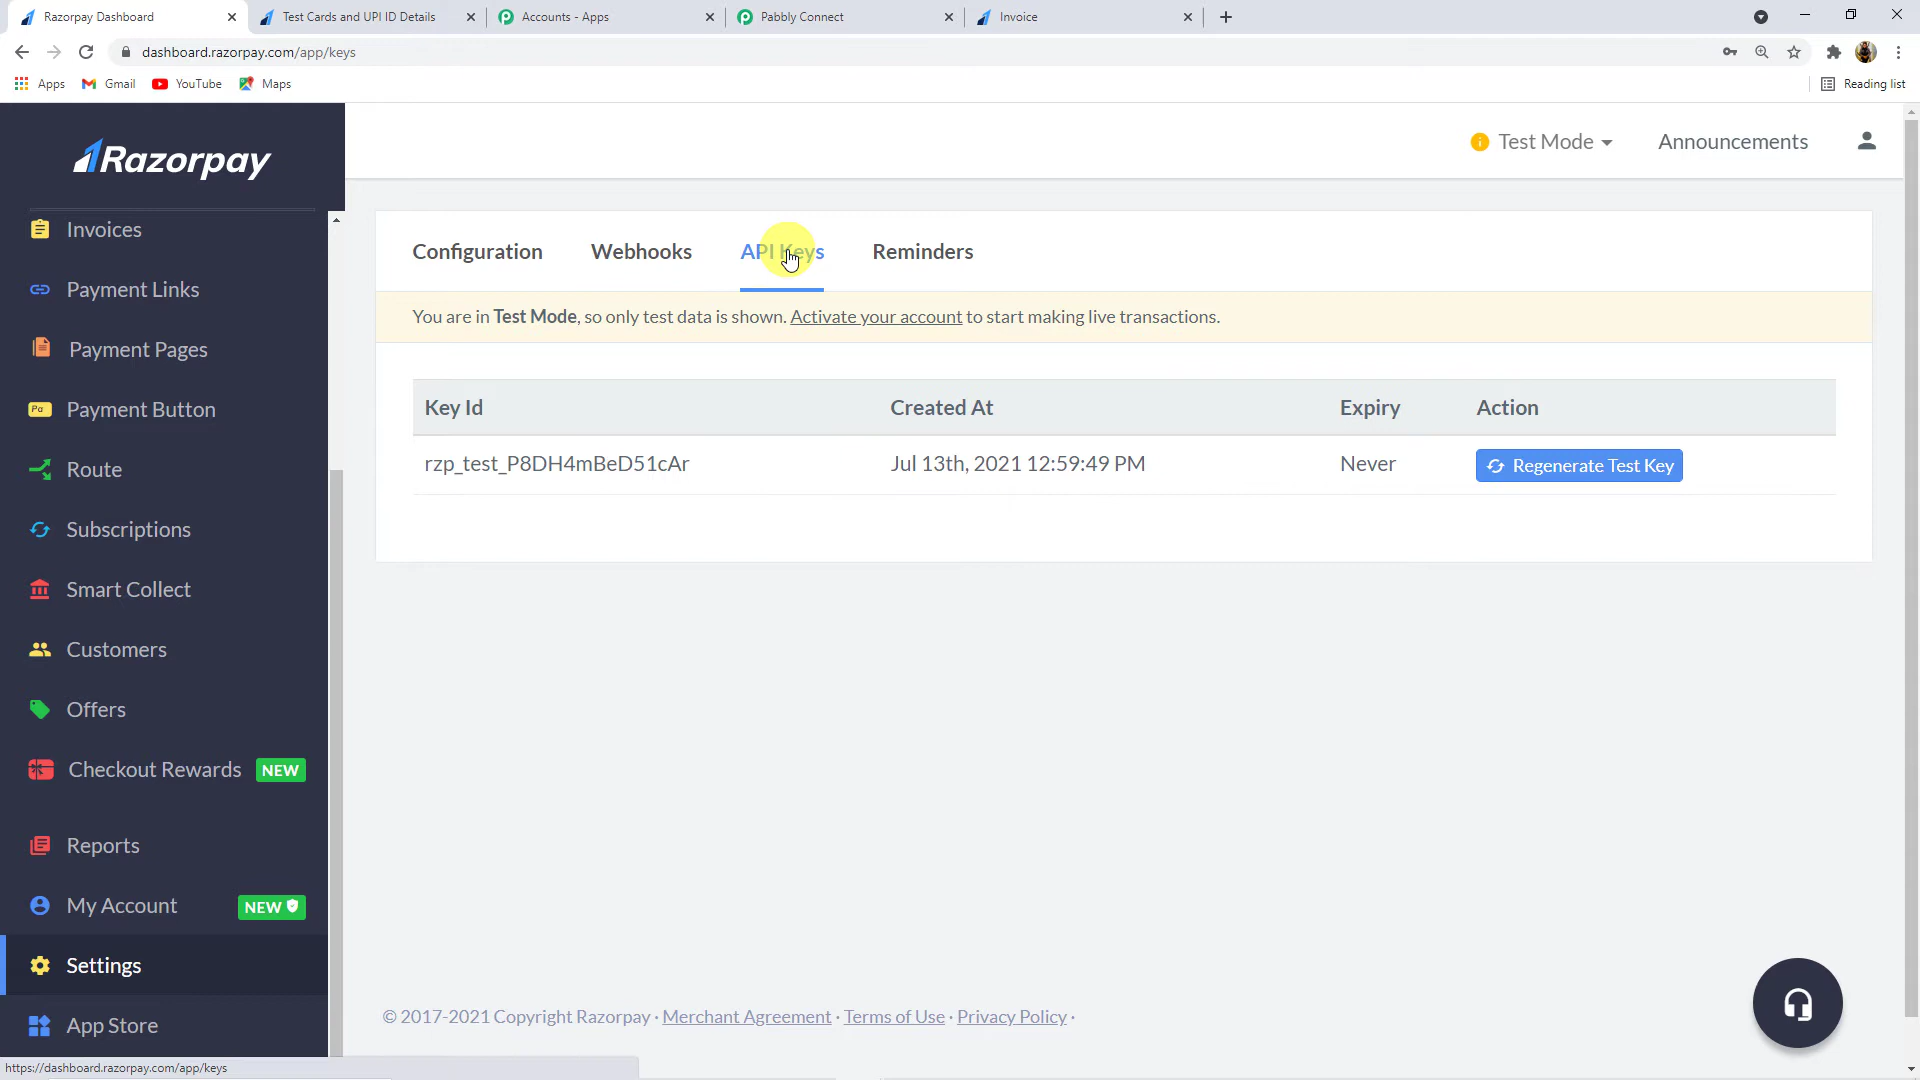 Razorpay Dashboard
Test Cards and UPI ID Details
Accounts - Apps
Pabbly Connect
Invoice
dashboard.razorpay.com/app/keys
Apps
Gmail
YouTube
Maps
Reading list
Razorpay
Test Mode
Announcements
Invoices
Payment Links
Payment Pages
Payment Button
Route
Subscriptions
Smart Collect
Customers
Offers
Checkout Rewards NEW
Reports
My Account NEW
Settings
App Store
Configuration
Webhooks
API Keys
Reminders
You are in Test Mode, so only test data is shown. Activate your account to start making live transactions.
Key Id Created At Expiry Action
rzp_test_P8DH4mBeD51cAr Jul 13th, 2021 12:59:49 PM Never Regenerate Test Key
© 2017-2021 Copyright Razorpay · Merchant Agreement · Terms of Use · Privacy Policy ·
https://dashboard.razorpay.com/app/keys